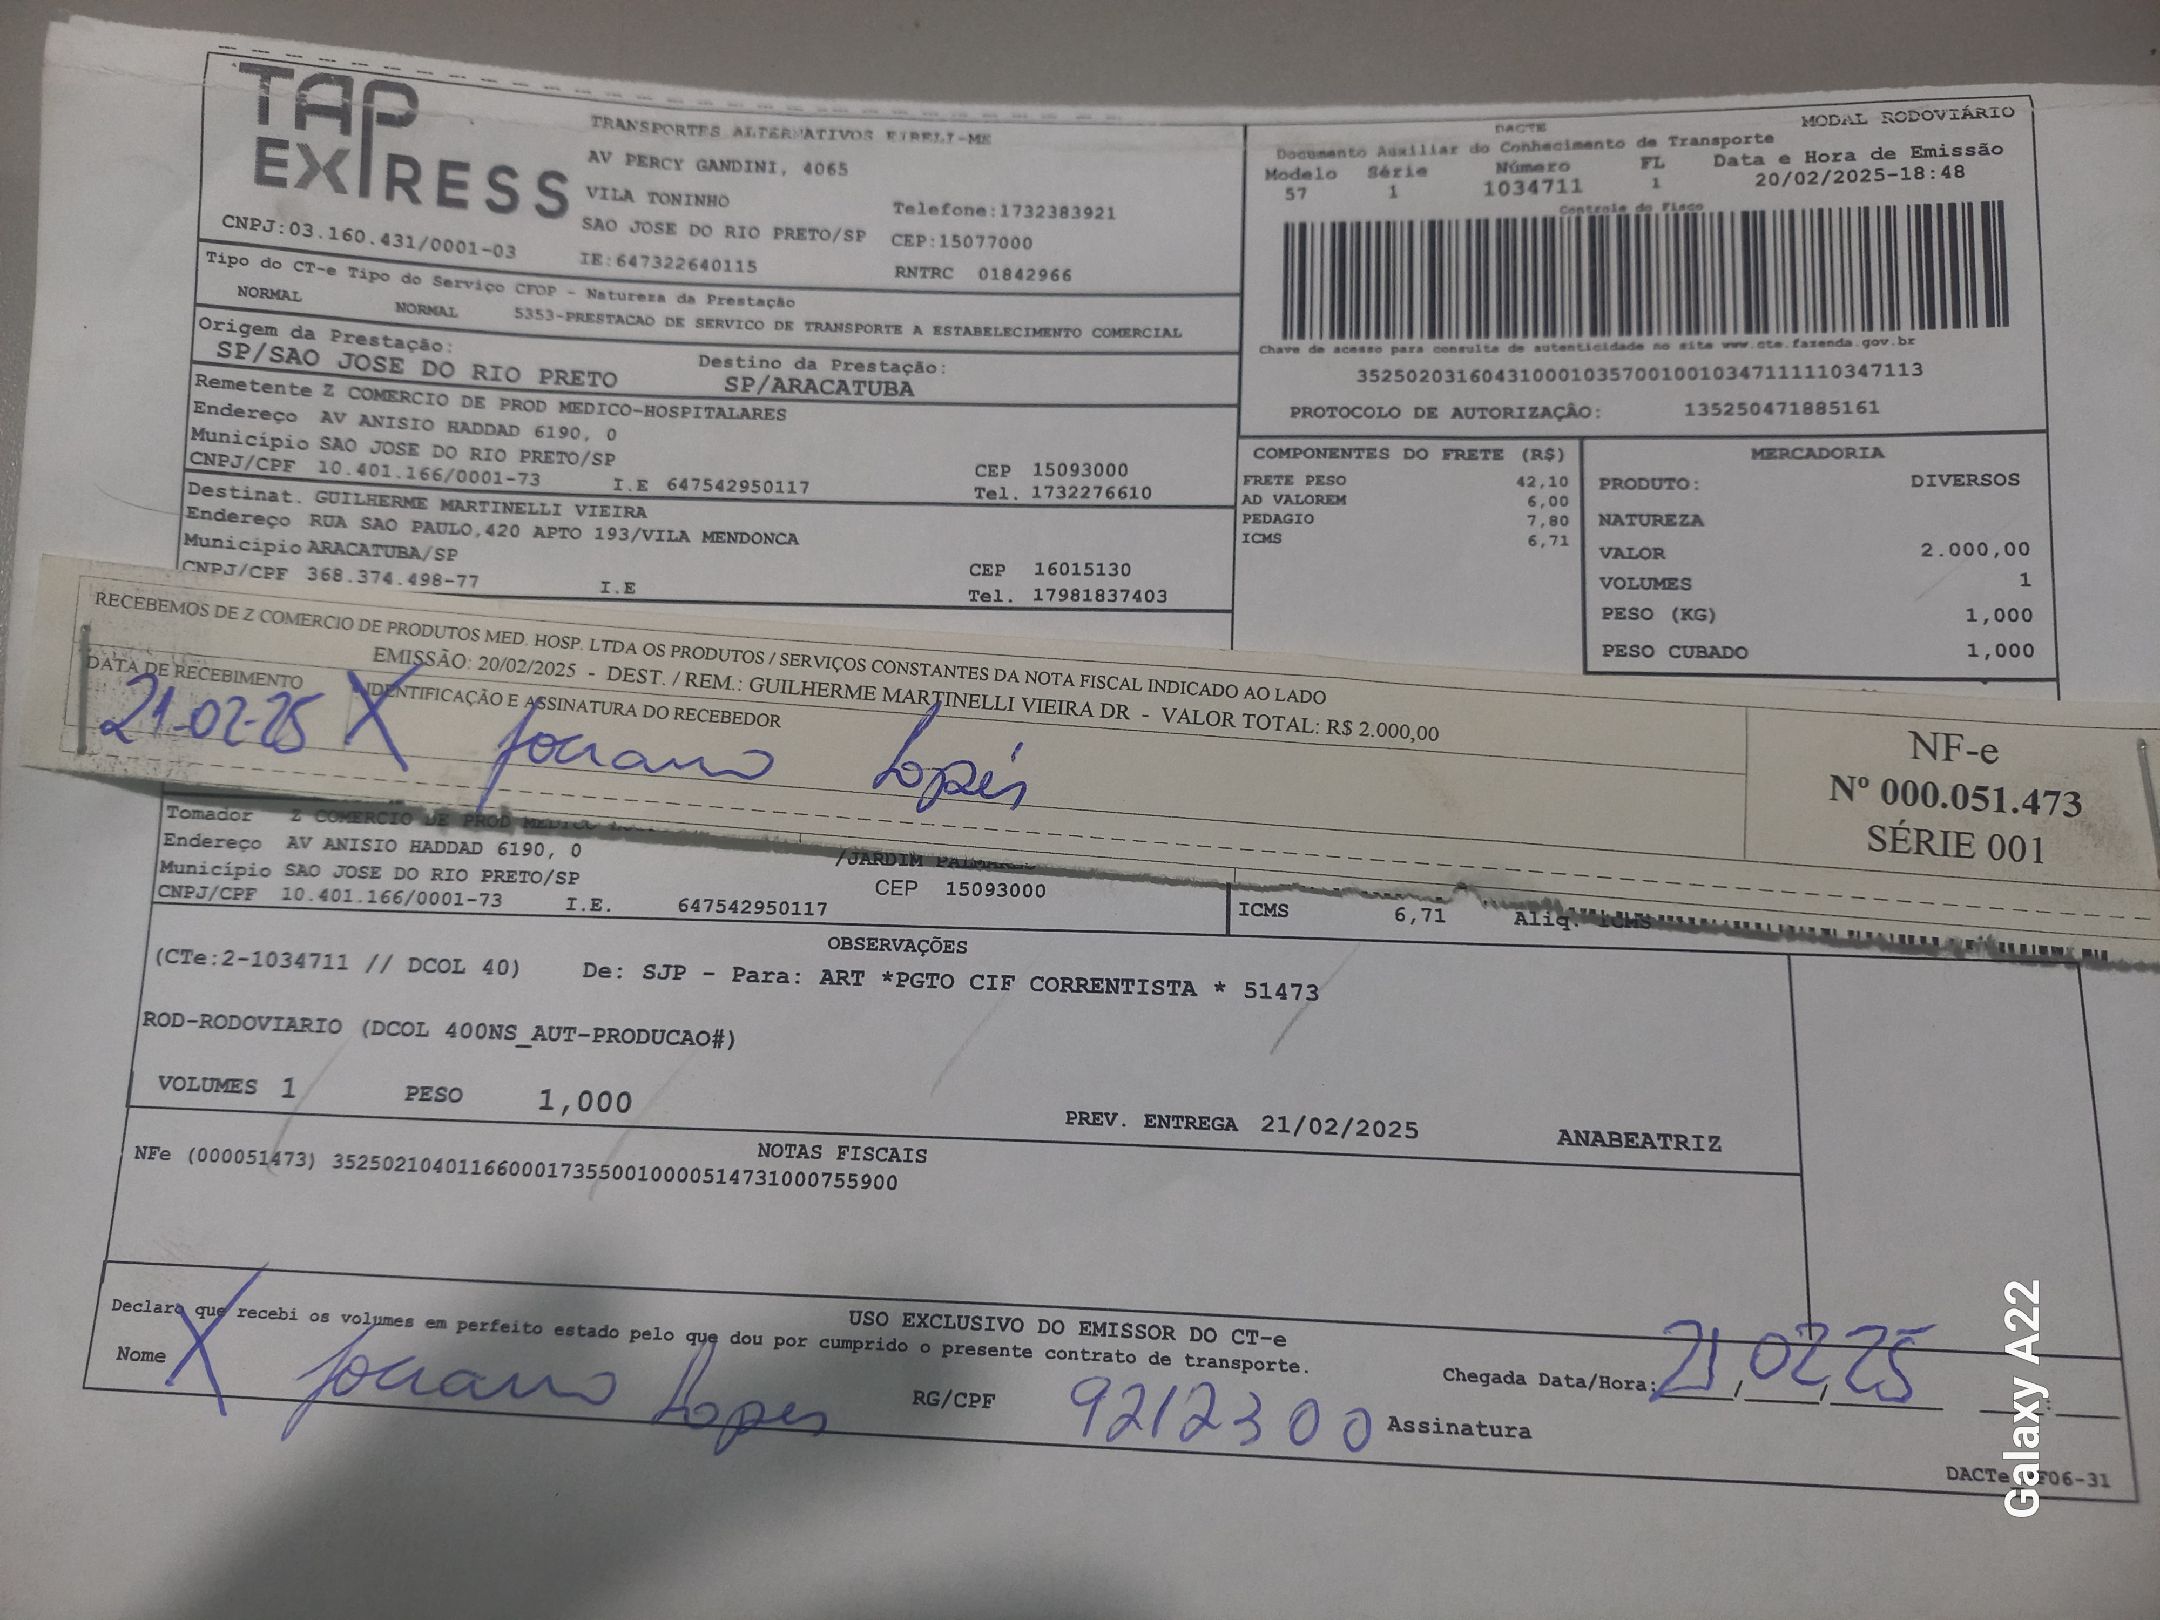 TAP
EXPRESS
CNPJ:03.160.431/0001-03
TRANSPORTES ALTERNATIVOS EIRELI-ME
AV PERCY GANDINI, 4065
VILA TONINHO
SAO JOSE DO RIO PRETO/SP
IE:647322640115
Telefone:1732383921
CEP:15077000
RNTRC 01842966
DACTE MODAL RODOVIÁRIO
Documento Auxiliar do Conhecimento de Transporte
Modelo Série Número FL Data e Hora de Emissão
57 1 1034711 1 20/02/2025-18:48
Controle do Fisco
Chave de acesso para consulta de autenticidade no site www.cte.fazenda.gov.br
35250203160431000103570010010347111110347113
PROTOCOLO DE AUTORIZAÇÃO: 135250471885161
Tipo do CT-e Tipo do Serviço CFOP - Natureza da Prestação
NORMAL NORMAL 5353-PRESTACAO DE SERVICO DE TRANSPORTE A ESTABELECIMENTO COMERCIAL
Origem da Prestação: Destino da Prestação:
SP/SAO JOSE DO RIO PRETO SP/ARACATUBA
Remetente Z COMERCIO DE PROD MEDICO-HOSPITALARES
Endereço AV ANISIO HADDAD 6190, 0
Município SAO JOSE DO RIO PRETO/SP CEP 15093000
CNPJ/CPF 10.401.166/0001-73 I.E 647542950117 Tel. 1732276610
Destinat. GUILHERME MARTINELLI VIEIRA
Endereço RUA SAO PAULO,420 APTO 193/VILA MENDONCA
Município ARACATUBA/SP CEP 16015130
CNPJ/CPF 368.374.498-77 I.E Tel. 17981837403
COMPONENTES DO FRETE (R$)
FRETE PESO 42,10
AD VALOREM 6,00
PEDAGIO 7,80
ICMS 6,71
MERCADORIA
PRODUTO: DIVERSOS
NATUREZA
VALOR 2.000,00
VOLUMES 1
PESO (KG) 1,000
PESO CUBADO 1,000
RECEBEMOS DE Z COMERCIO DE PRODUTOS MED. HOSP. LTDA OS PRODUTOS / SERVIÇOS CONSTANTES DA NOTA FISCAL INDICADO AO LADO
EMISSÃO: 20/02/2025 - DEST. / REM.: GUILHERME MARTINELLI VIEIRA DR - VALOR TOTAL: R$ 2.000,00
DATA DE RECEBIMENTO IDENTIFICAÇÃO E ASSINATURA DO RECEBEDOR
21-02-25 X Lopes
NF-e
Nº 000.051.473
SÉRIE 001
Tomador Z COMERCIO DE PROD MEDICO
Endereço AV ANISIO HADDAD 6190, 0 /JARDIM
Município SAO JOSE DO RIO PRETO/SP CEP 15093000
CNPJ/CPF 10.401.166/0001-73 I.E. 647542950117
ICMS 6,71 Aliq. ICMS
OBSERVAÇÕES
(CTe:2-1034711 // DCOL 40) De: SJP - Para: ART *PGTO CIF CORRENTISTA * 51473
ROD-RODOVIARIO (DCOL 400NS_AUT-PRODUCAO#)
VOLUMES 1 PESO 1,000 PREV. ENTREGA 21/02/2025 ANABEATRIZ
NOTAS FISCAIS
NFe (000051473) 35250210401166000173550010000514731000755900
USO EXCLUSIVO DO EMISSOR DO CT-e
Declaro que recebi os volumes em perfeito estado pelo que dou por cumprido o presente contrato de transporte.
Nome X Lopes RG/CPF 9212300 Assinatura
Chegada Data/Hora: 21/02/25
DACTe F06-31
Galaxy A22